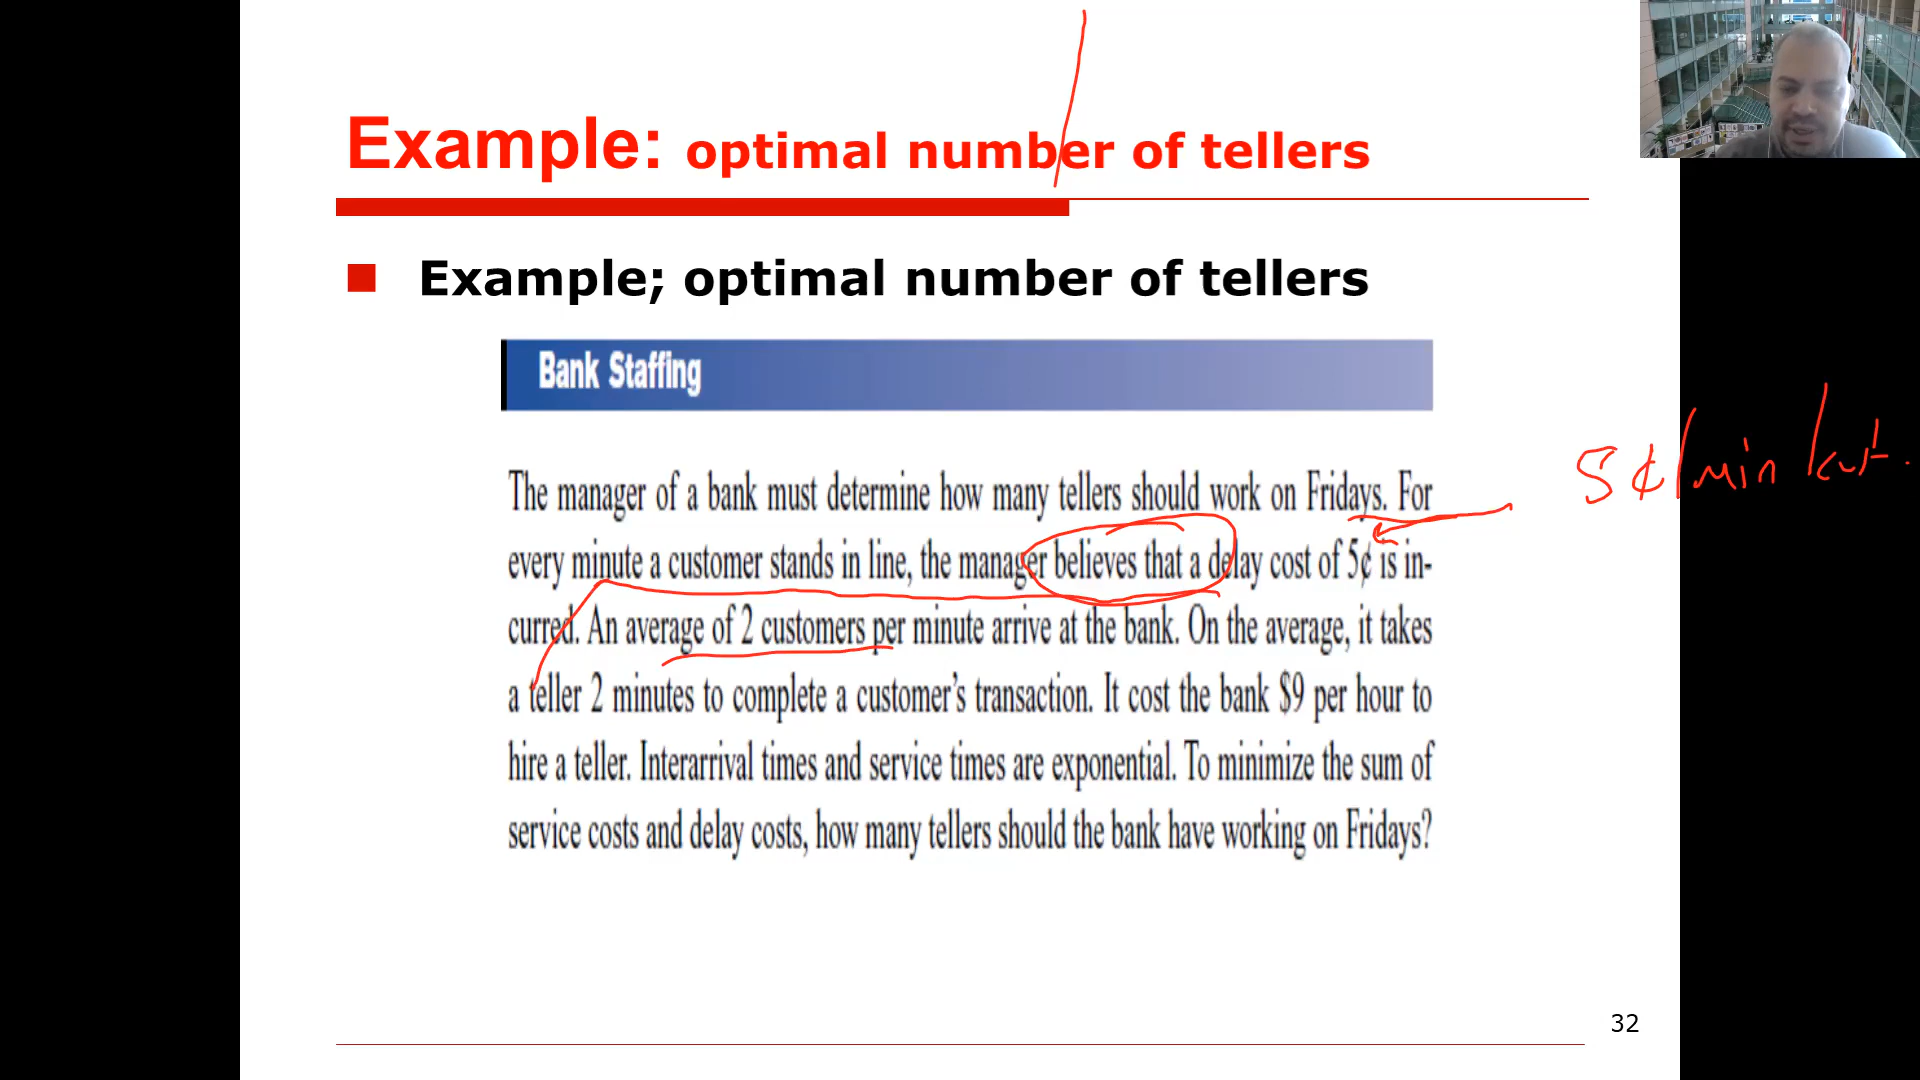 Example: optimal number of tellers
Example; optimal number of tellers
Bank Staffing
The manager of a bank must determine how many tellers should work on Fridays. For
every minute a customer stands in line, the manager believes that a delay cost of 5¢ is in-
curred. An average of 2 customers per minute arrive at the bank. On the average, it takes
a teller 2 minutes to complete a customer’s transaction. It cost the bank $9 per hour to
hire a teller. Interarrival times and service times are exponential. To minimize the sum of
service costs and delay costs, how many tellers should the bank have working on Fridays?
5¢/min/
32